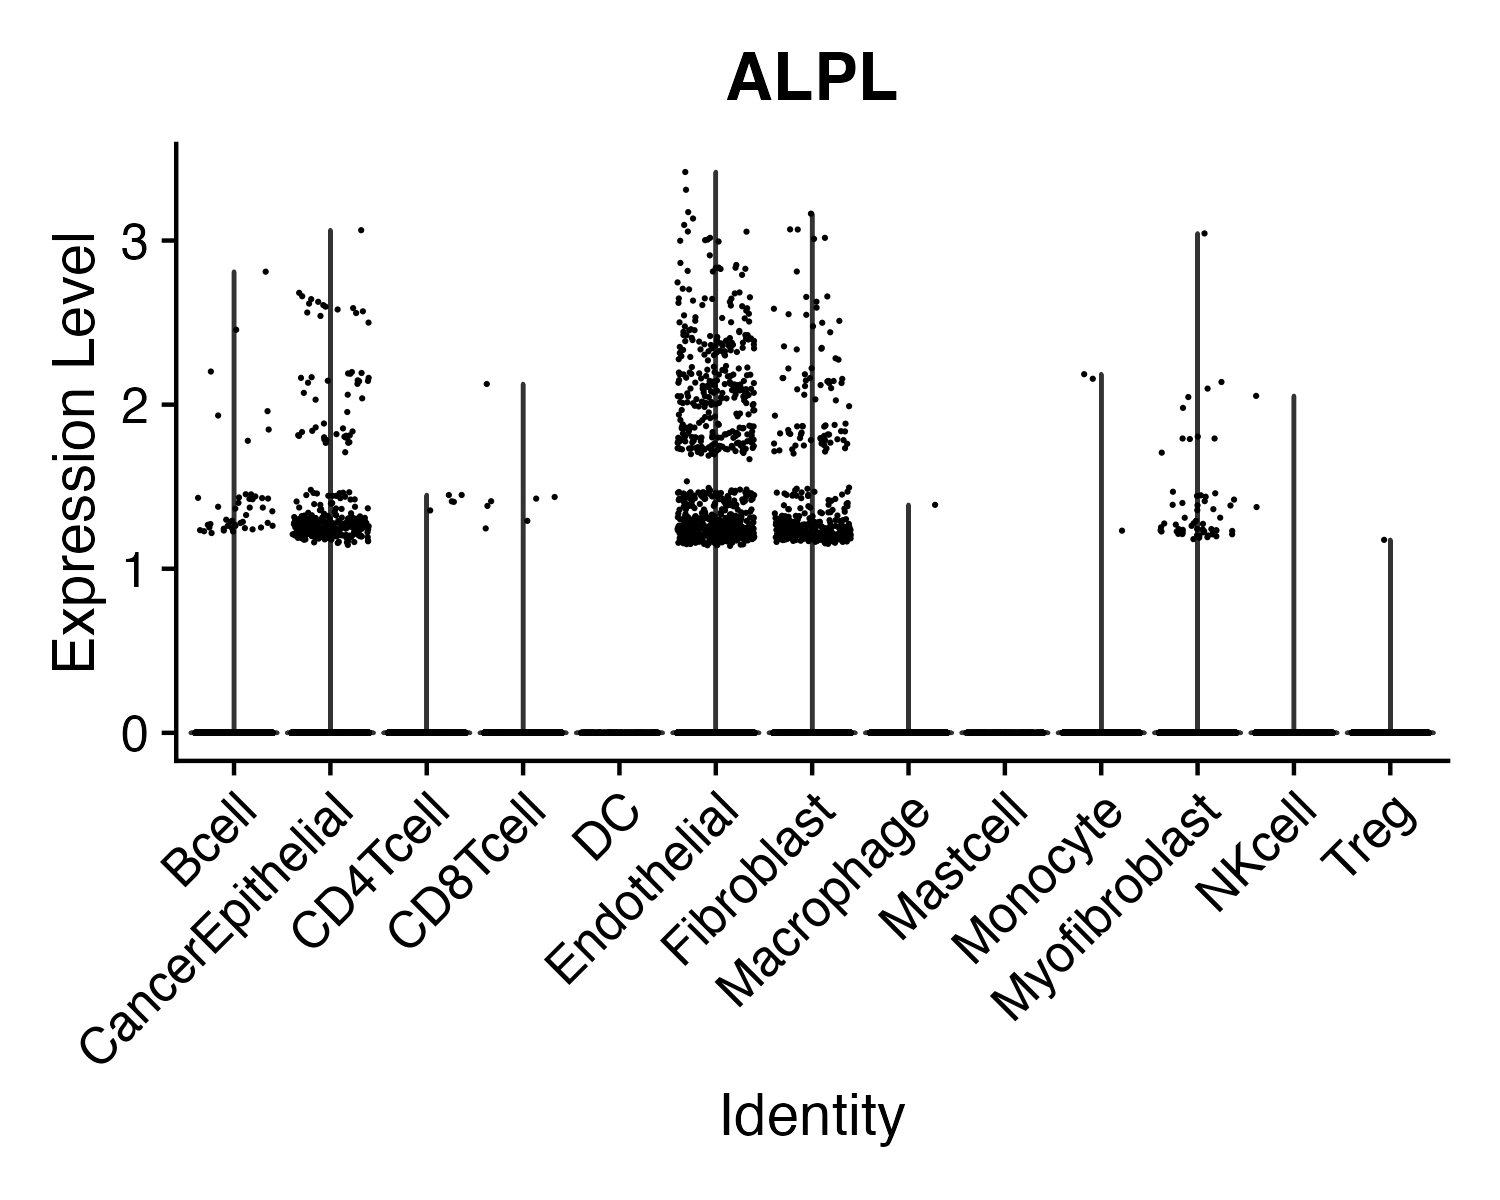 ALPL
Expression Level
3
2
1
0
Bcell
CancerEpithelial
CD4Tcell
CD8Tcell
DC
Endothelial
Fibroblast
Macrophage
Mastcell
Monocyte
Myofibroblast
NKcell
Treg
Identity